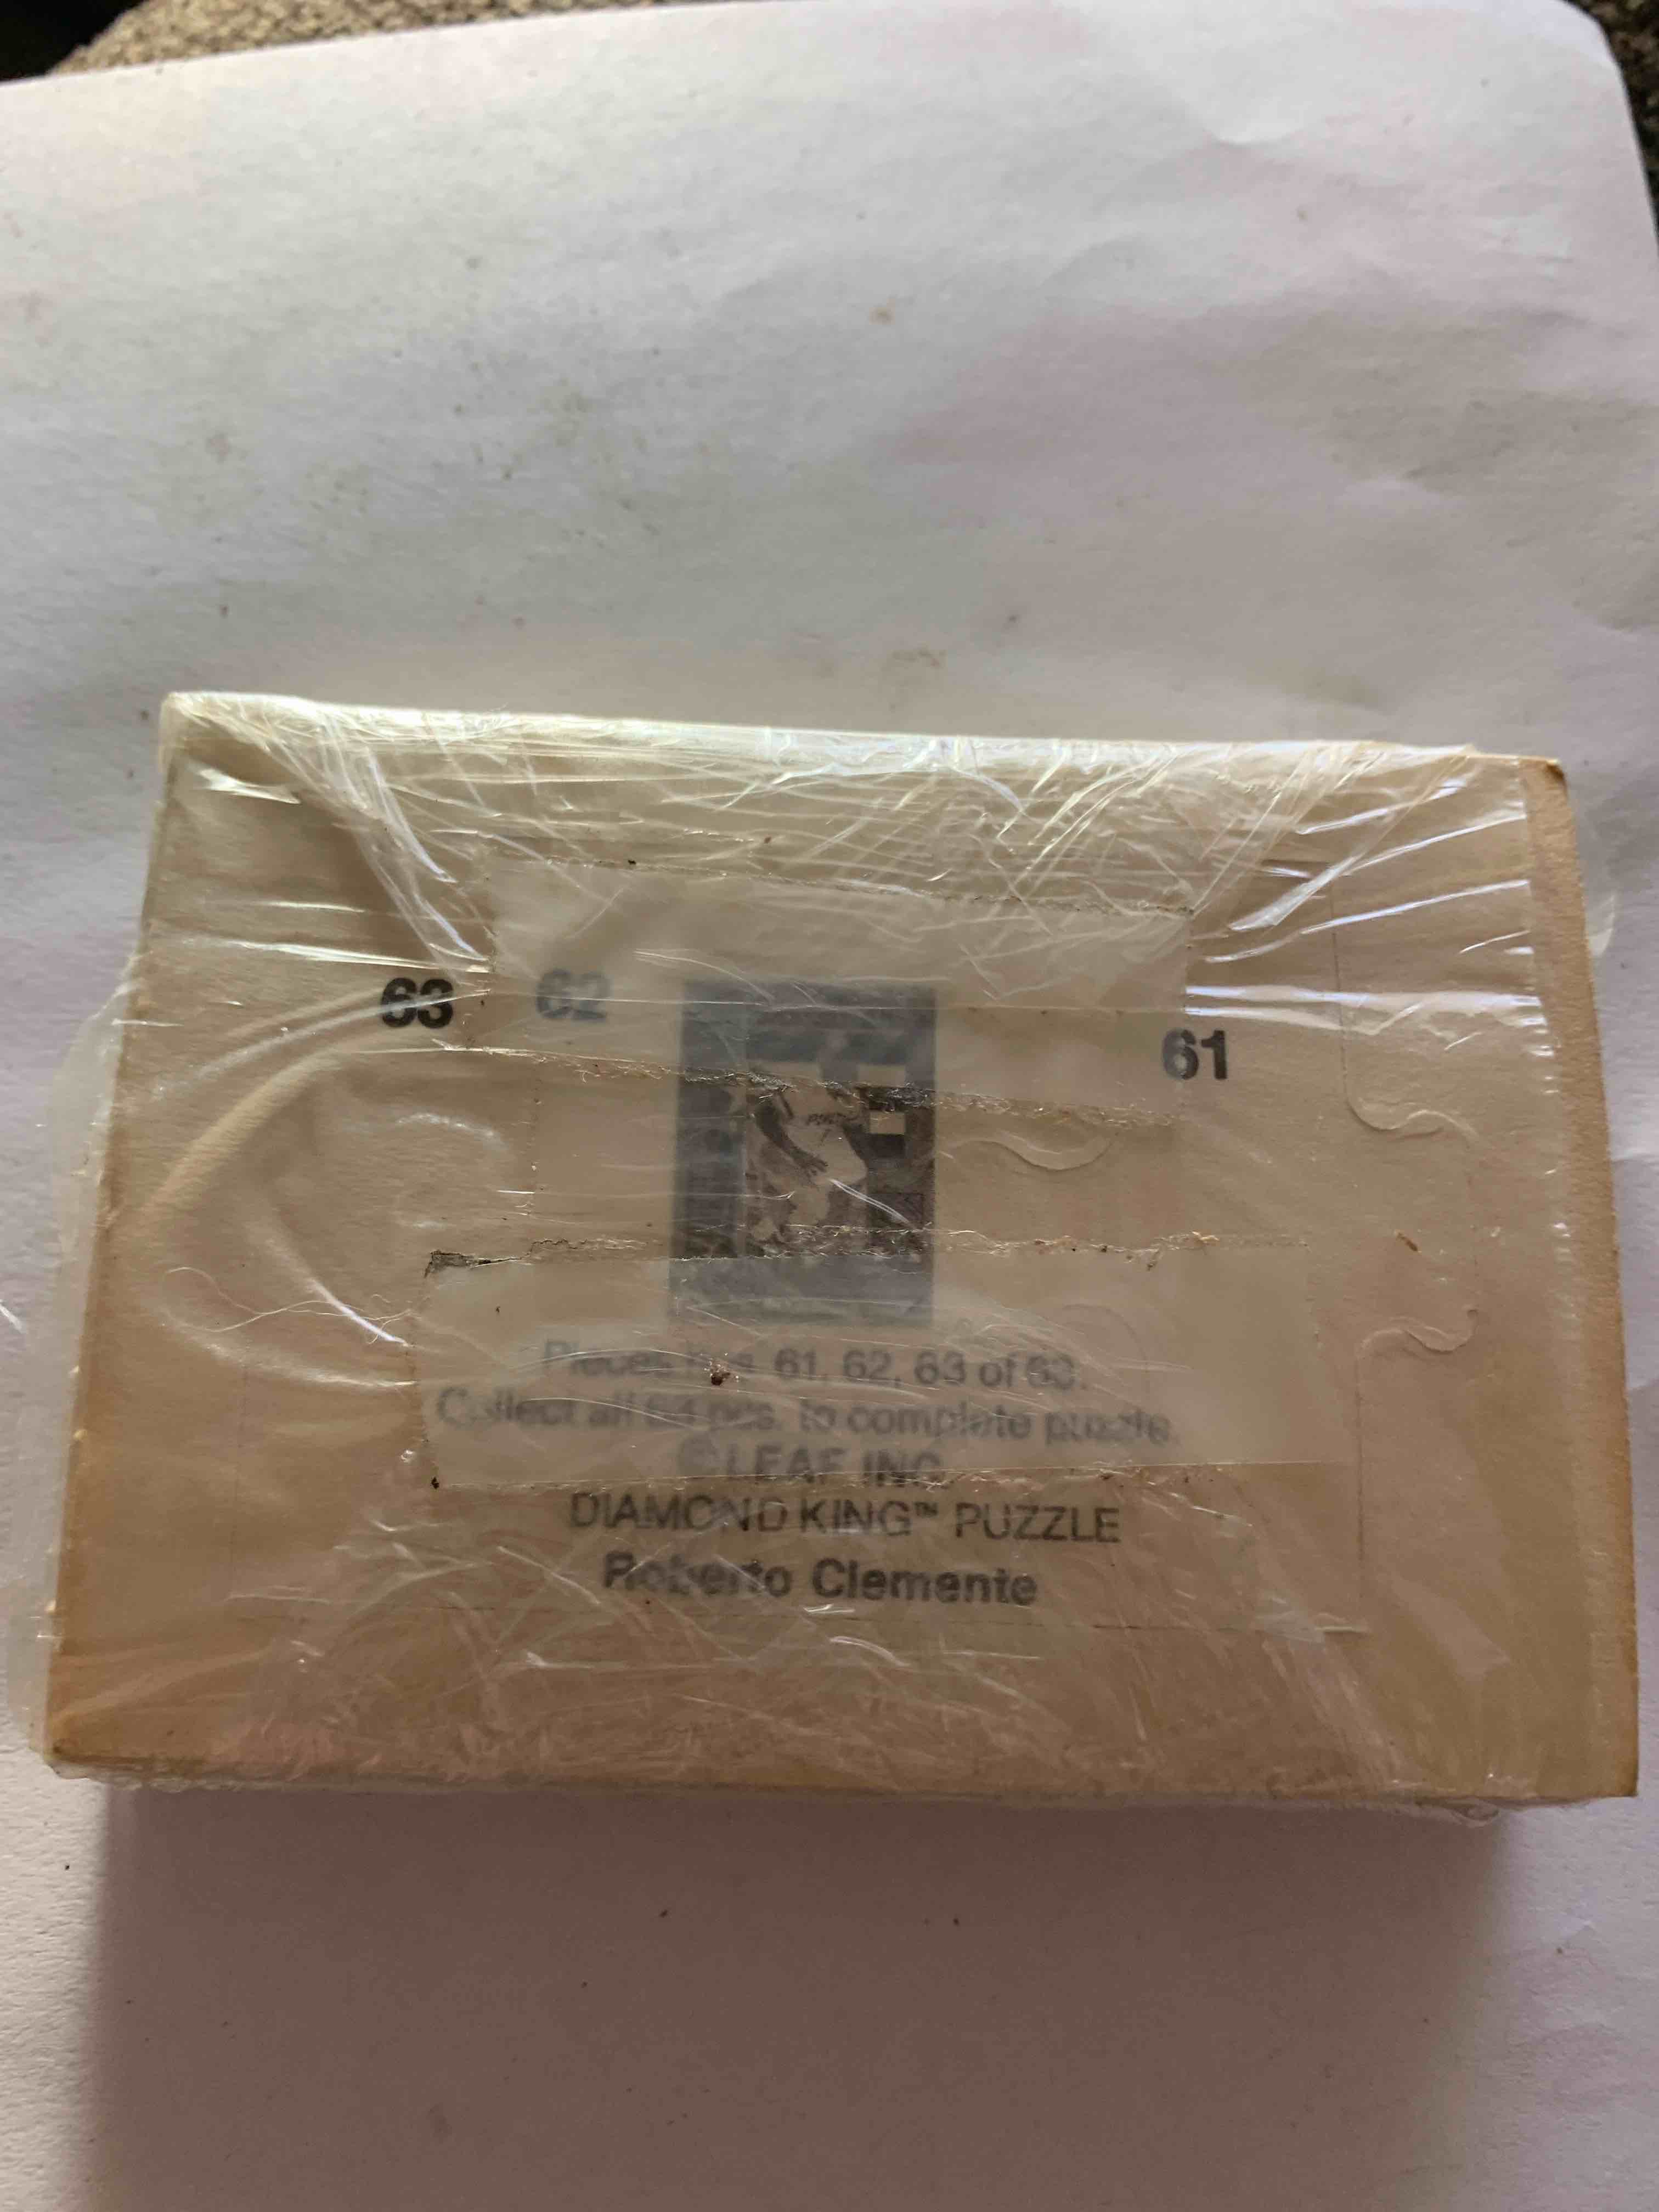 63 62
61
Pieces 61, 62, 63 of 63.
Collect all pcs. to complete puzzle.
© LEAF INC.
DIAMOND KING™ PUZZLE
Roberto Clemente